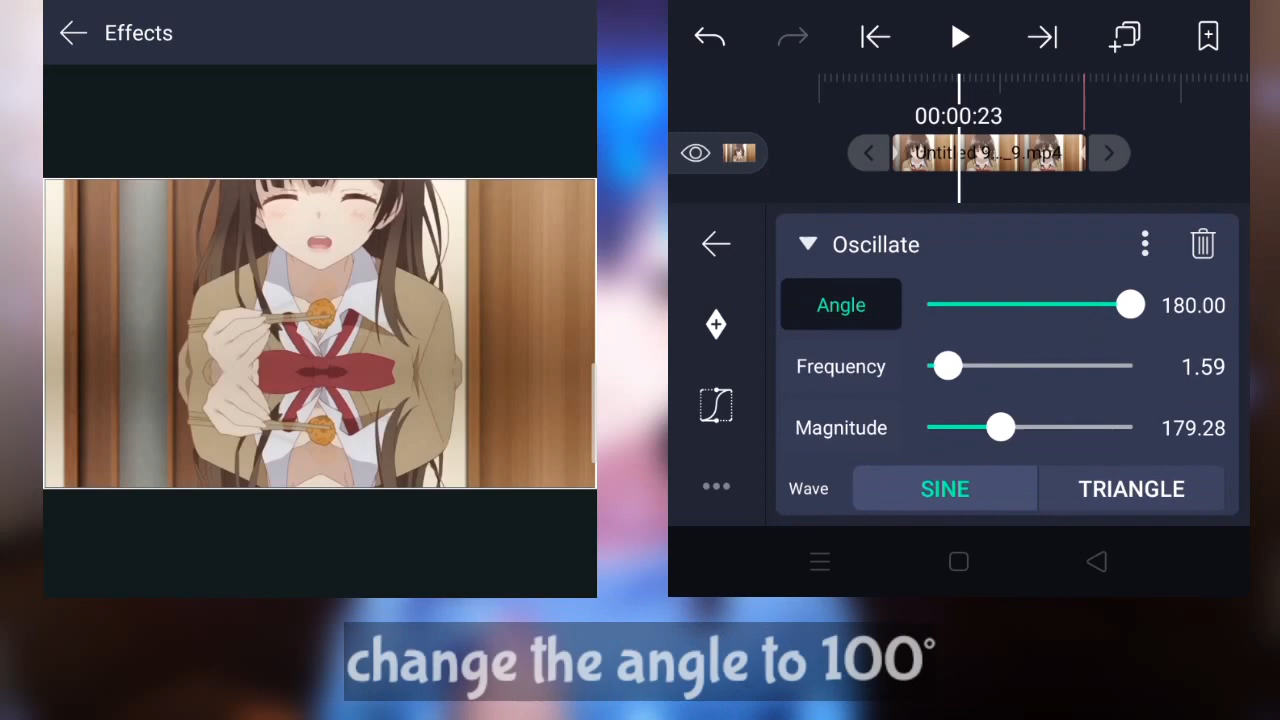 Effects
00:00:23
Untitled 9..._9.mp4
Oscillate
Angle 180.00
Frequency 1.59
Magnitude 179.28
Wave SINE TRIANGLE
change the angle to 100°